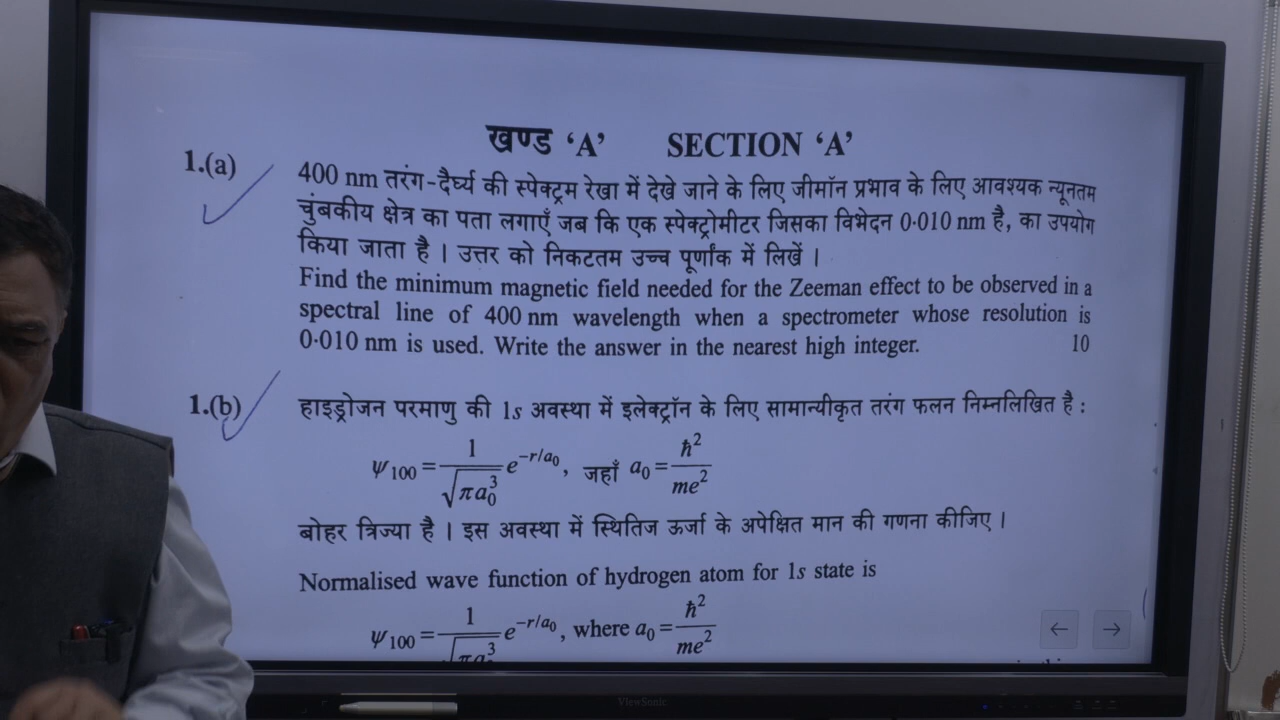 खण्ड ‘A’ SECTION ‘A’
1.(a) 400 nm तरंग-दैर्घ्य की स्पेक्ट्रम रेखा में देखे जाने के लिए जीमॉन प्रभाव के लिए आवश्यक न्यूनतम
चुंबकीय क्षेत्र का पता लगाएँ जब कि एक स्पेक्ट्रोमीटर जिसका विभेदन 0·010 nm है, का उपयोग
किया जाता है । उत्तर को निकटतम उच्च पूर्णांक में लिखें ।
Find the minimum magnetic field needed for the Zeeman effect to be observed in a
spectral line of 400 nm wavelength when a spectrometer whose resolution is
0·010 nm is used. Write the answer in the nearest high integer. 10
1.(b) हाइड्रोजन परमाणु की 1s अवस्था में इलेक्ट्रॉन के लिए सामान्यीकृत तरंग फलन निम्नलिखित है :
ψ₁₀₀ = 1/√(πa₀³) e^(−r/a₀), जहाँ a₀ = ħ²/me²
बोहर त्रिज्या है । इस अवस्था में स्थितिज ऊर्जा के अपेक्षित मान की गणना कीजिए ।
Normalised wave function of hydrogen atom for 1s state is
ψ₁₀₀ = 1/√(πa₀³) e^(−r/a₀), where a₀ = ħ²/me²
ViewSonic